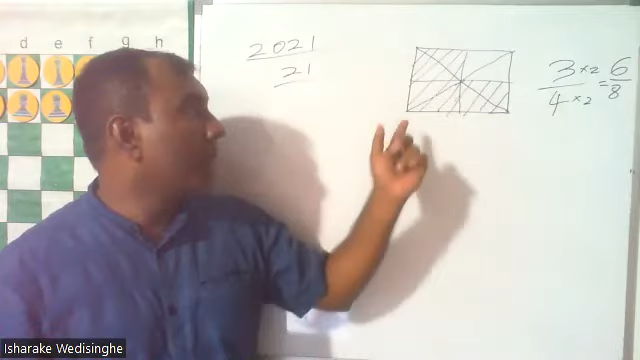 d e f g h
2021
21
3 ×2 = 6
4 ×2 8
Isharake Wedisinghe